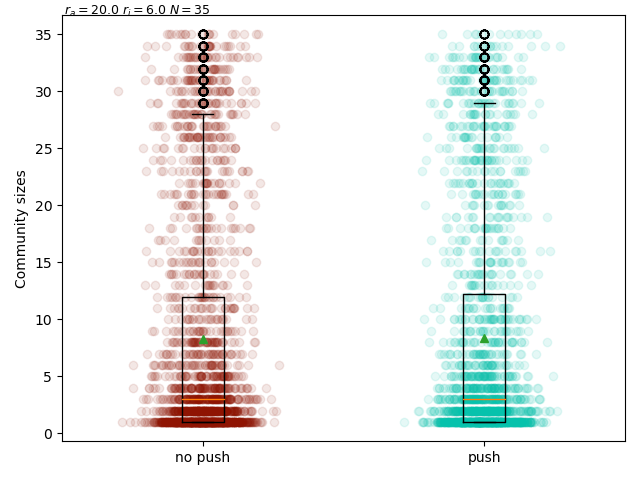 r_a = 20.0 r_i = 6.0 N = 35
35
30
25
20
15
10
5
0
Community sizes
no push
push